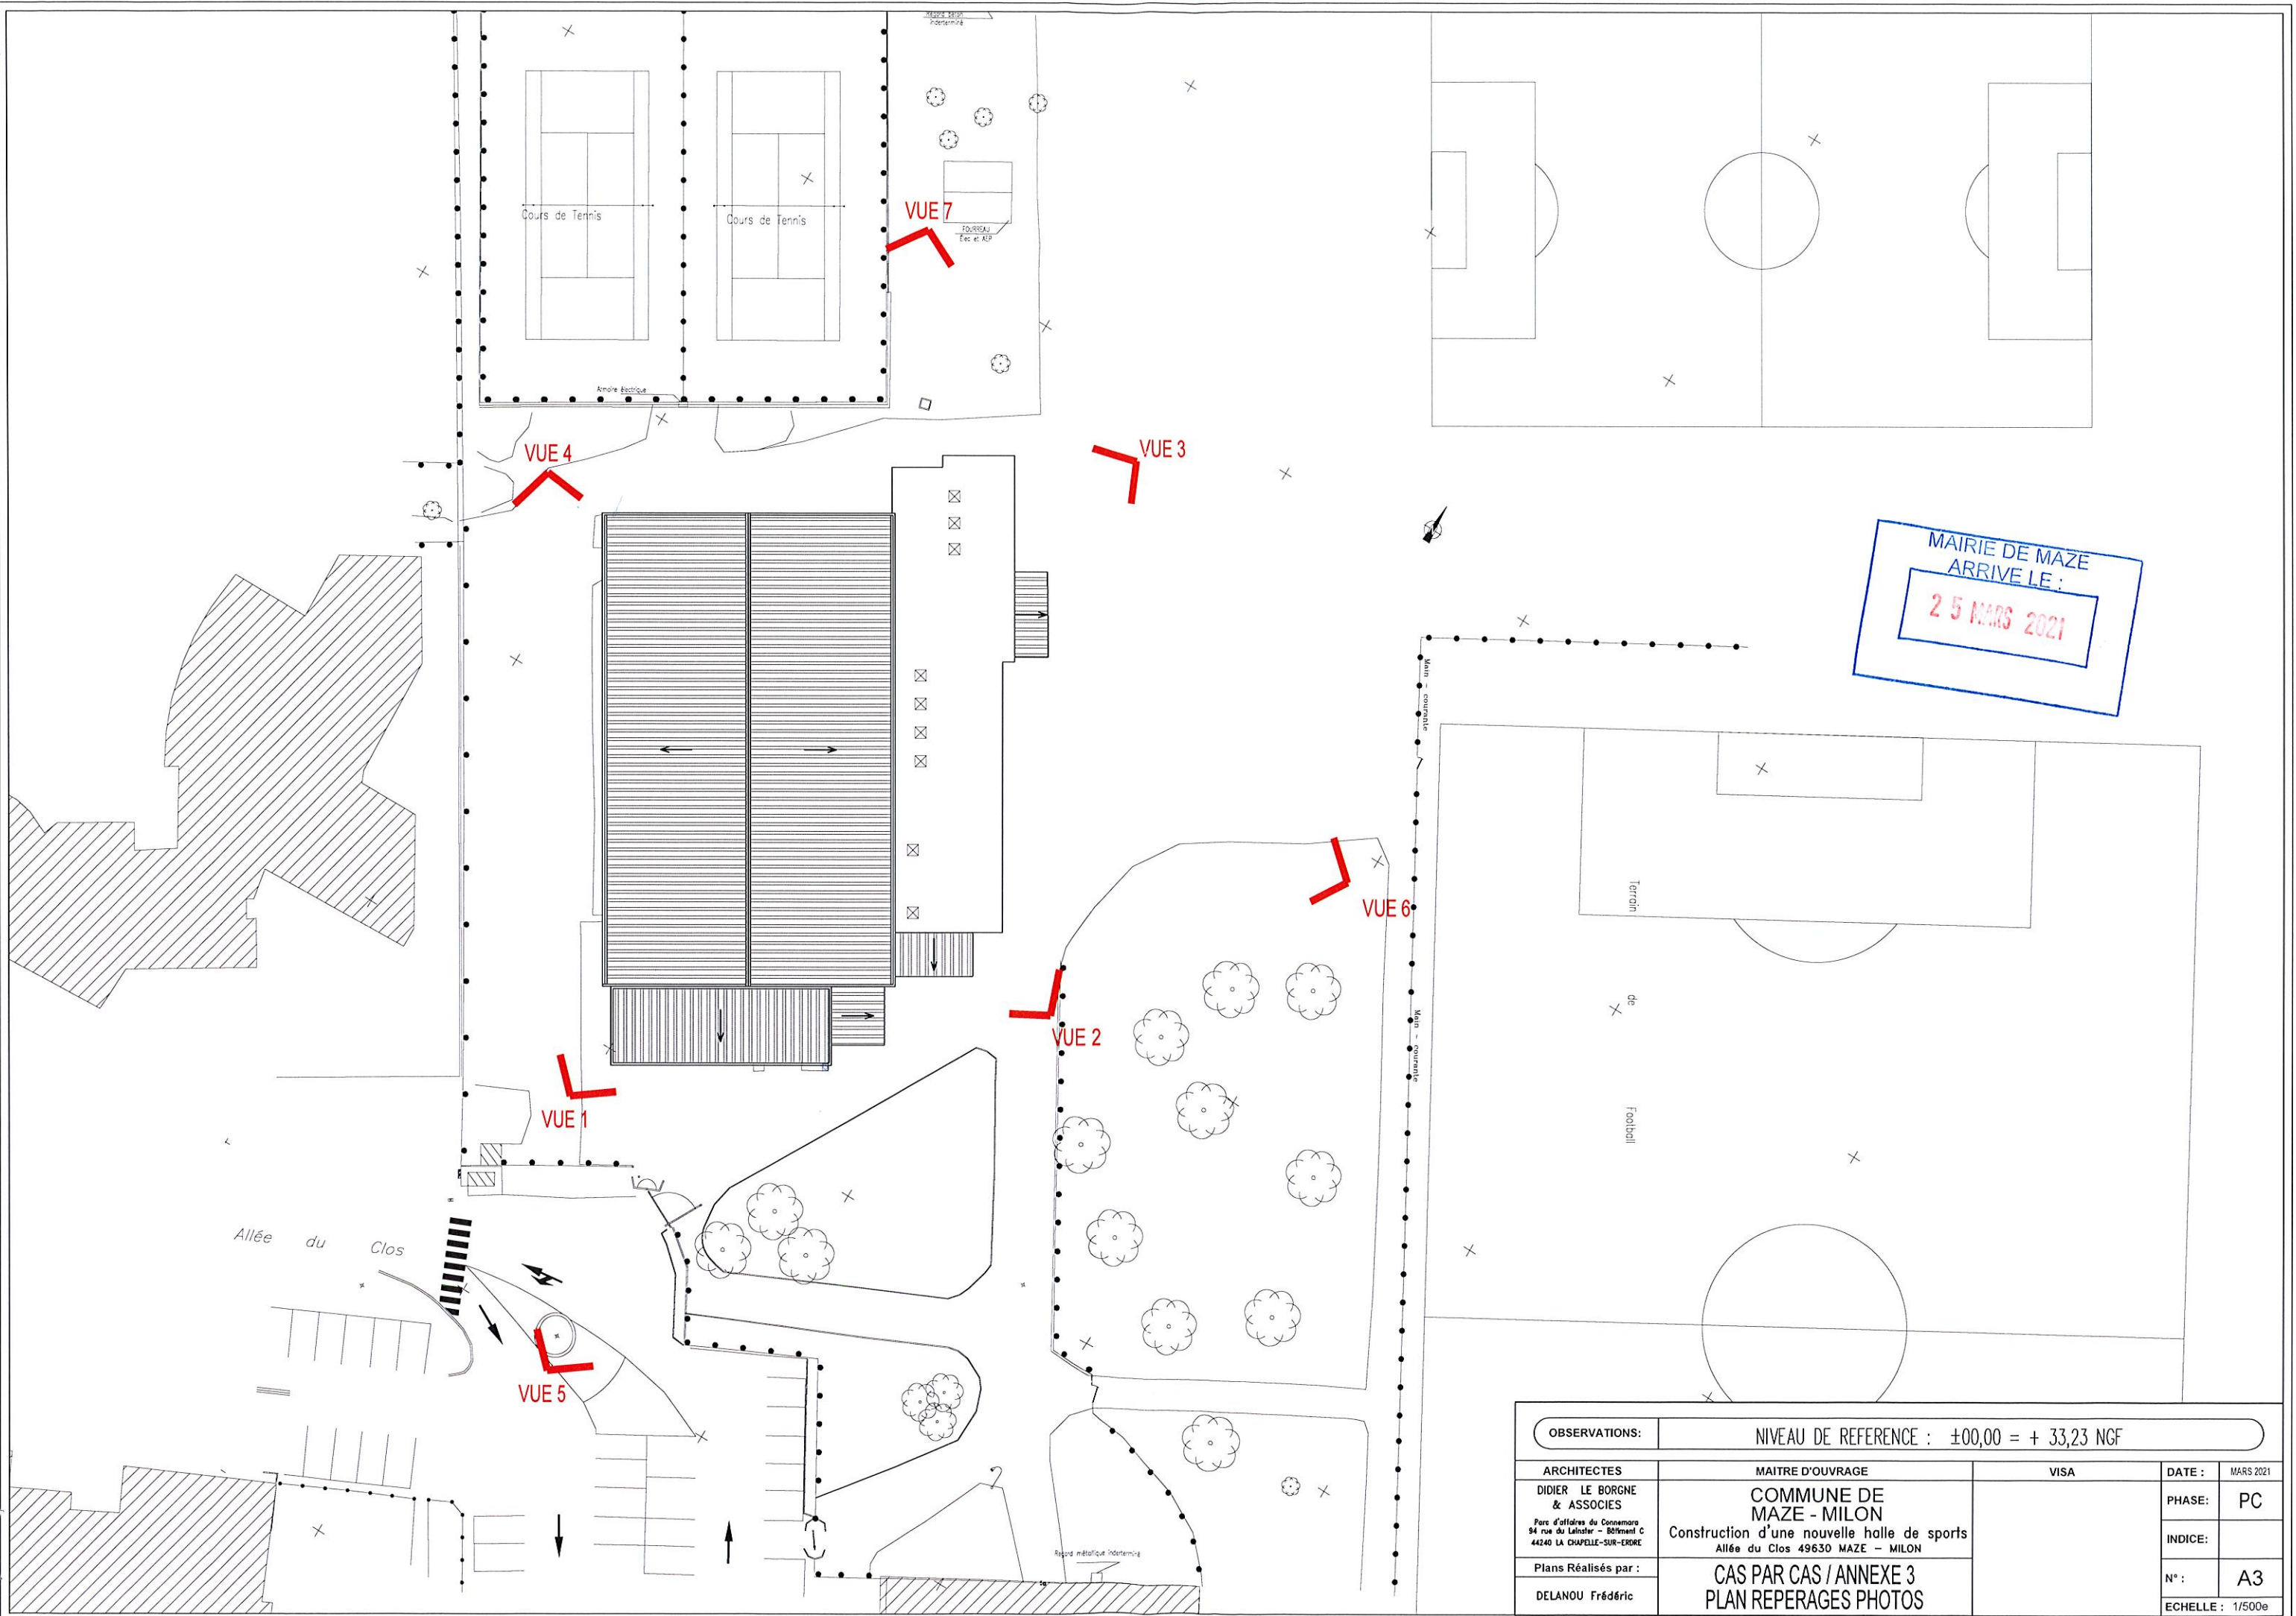 Regard béton
indeterminé
Cours de Tennis
Cours de Tennis
VUE 7
FOURREAU
Elec et AEP
Armoire électrique
VUE 4
VUE 3
MAIRIE DE MAZE
ARRIVE LE :
25 MARS 2021
Main - courante
VUE 6
Terrain
de
Football
VUE 2
Main - courante
VUE 1
Allée du Clos
VUE 5
Regard métallique indeterminé
OBSERVATIONS:
NIVEAU DE REFERENCE : ±00,00 = + 33,23 NGF
ARCHITECTES
MAITRE D'OUVRAGE
VISA
DATE :
MARS 2021
DIDIER LE BORGNE
& ASSOCIES
Parc d'affaires du Connemara
94 rue du Leinster - Bâtiment C
44240 LA CHAPELLE-SUR-ERDRE
COMMUNE DE
MAZE - MILON
Construction d'une nouvelle halle de sports
Allée du Clos 49630 MAZE - MILON
PHASE:
PC
INDICE:
Plans Réalisés par :
DELANOU Frédéric
CAS PAR CAS / ANNEXE 3
PLAN REPERAGES PHOTOS
N° :
A3
ECHELLE : 1/500e